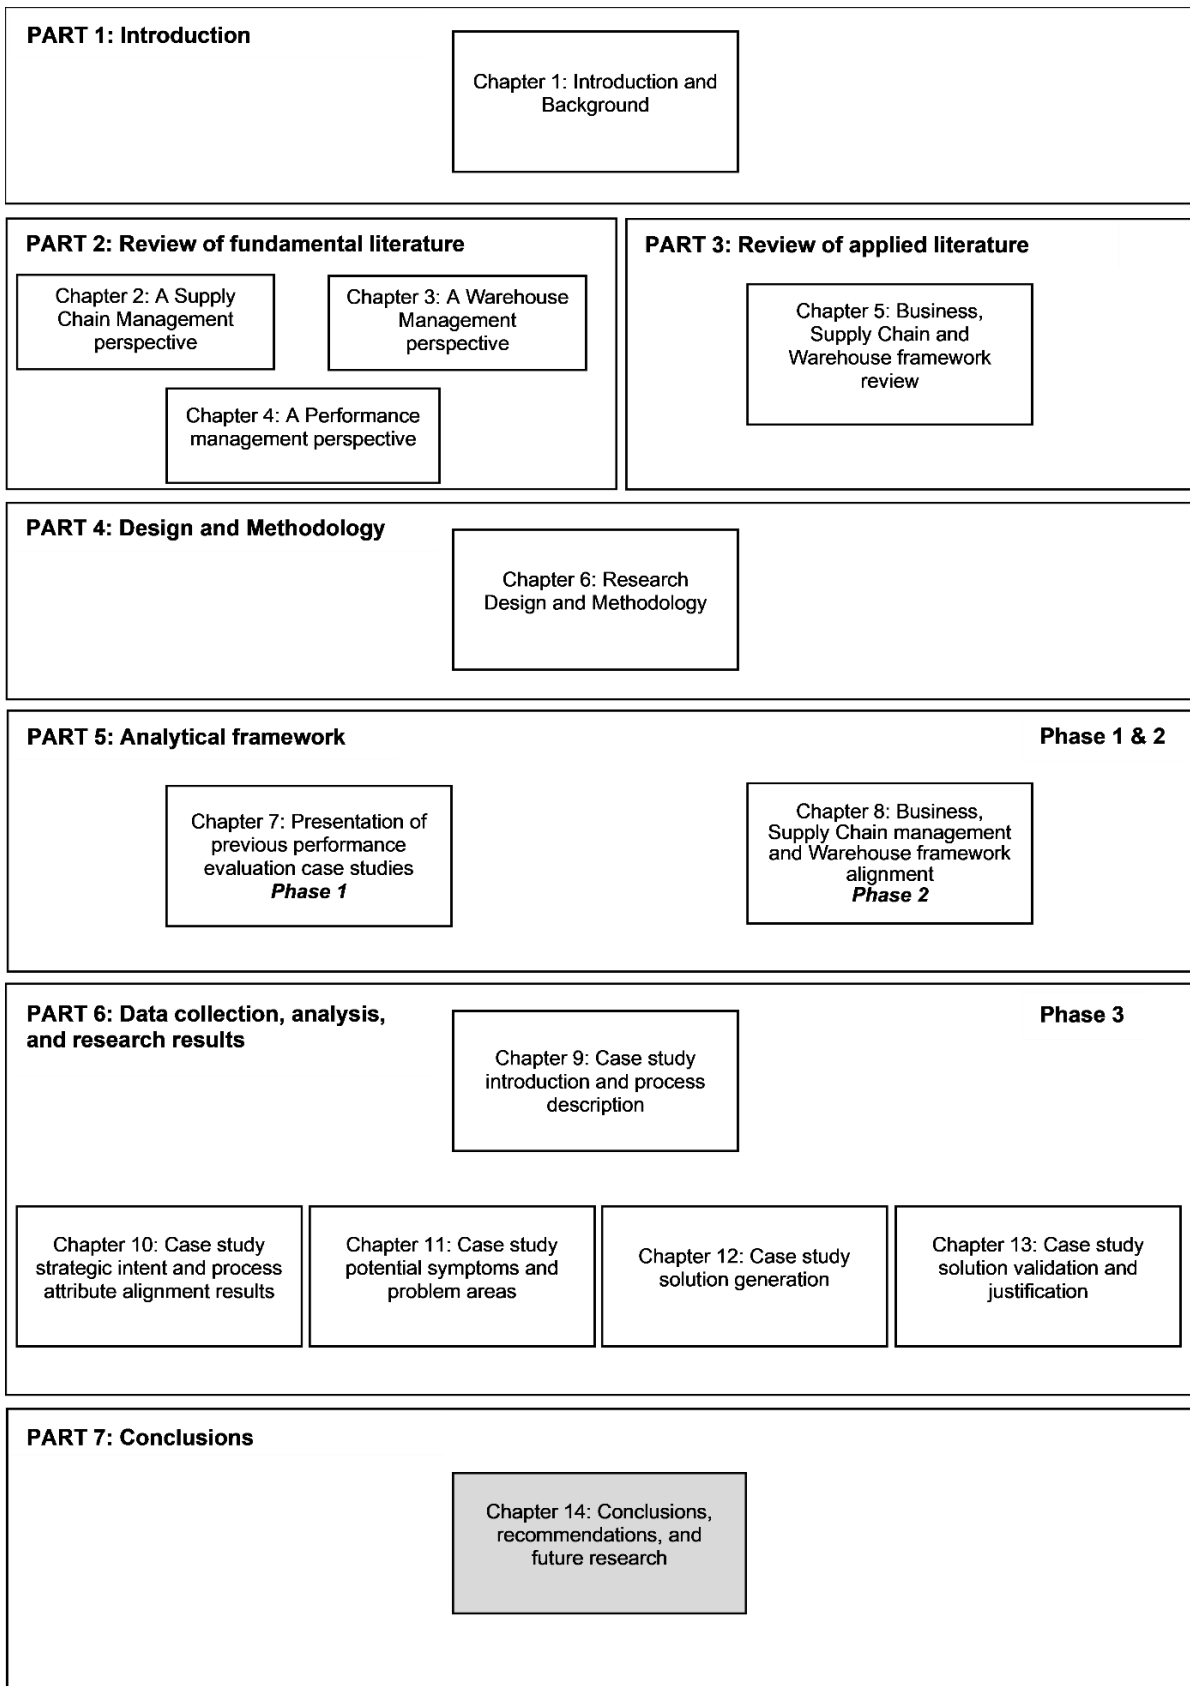 PART 1: Introduction
Chapter 1: Introduction and
Background
PART 2: Review of fundamental literature
Chapter 2: A Supply
Chain Management
perspective
Chapter 3: A Warehouse
Management
perspective
Chapter 4: A Performance
management perspective
PART 3: Review of applied literature
Chapter 5: Business,
Supply Chain and
Warehouse framework
review
PART 4: Design and Methodology
Chapter 6: Research
Design and Methodology
PART 5: Analytical framework
Phase 1 & 2
Chapter 7: Presentation of
previous performance
evaluation case studies
Phase 1
Chapter 8: Business,
Supply Chain management
and Warehouse framework
alignment
Phase 2
PART 6: Data collection, analysis,
and research results
Phase 3
Chapter 9: Case study
introduction and process
description
Chapter 10: Case study
strategic intent and process
attribute alignment results
Chapter 11: Case study
potential symptoms and
problem areas
Chapter 12: Case study
solution generation
Chapter 13: Case study
solution validation and
justification
PART 7: Conclusions
Chapter 14: Conclusions,
recommendations, and
future research